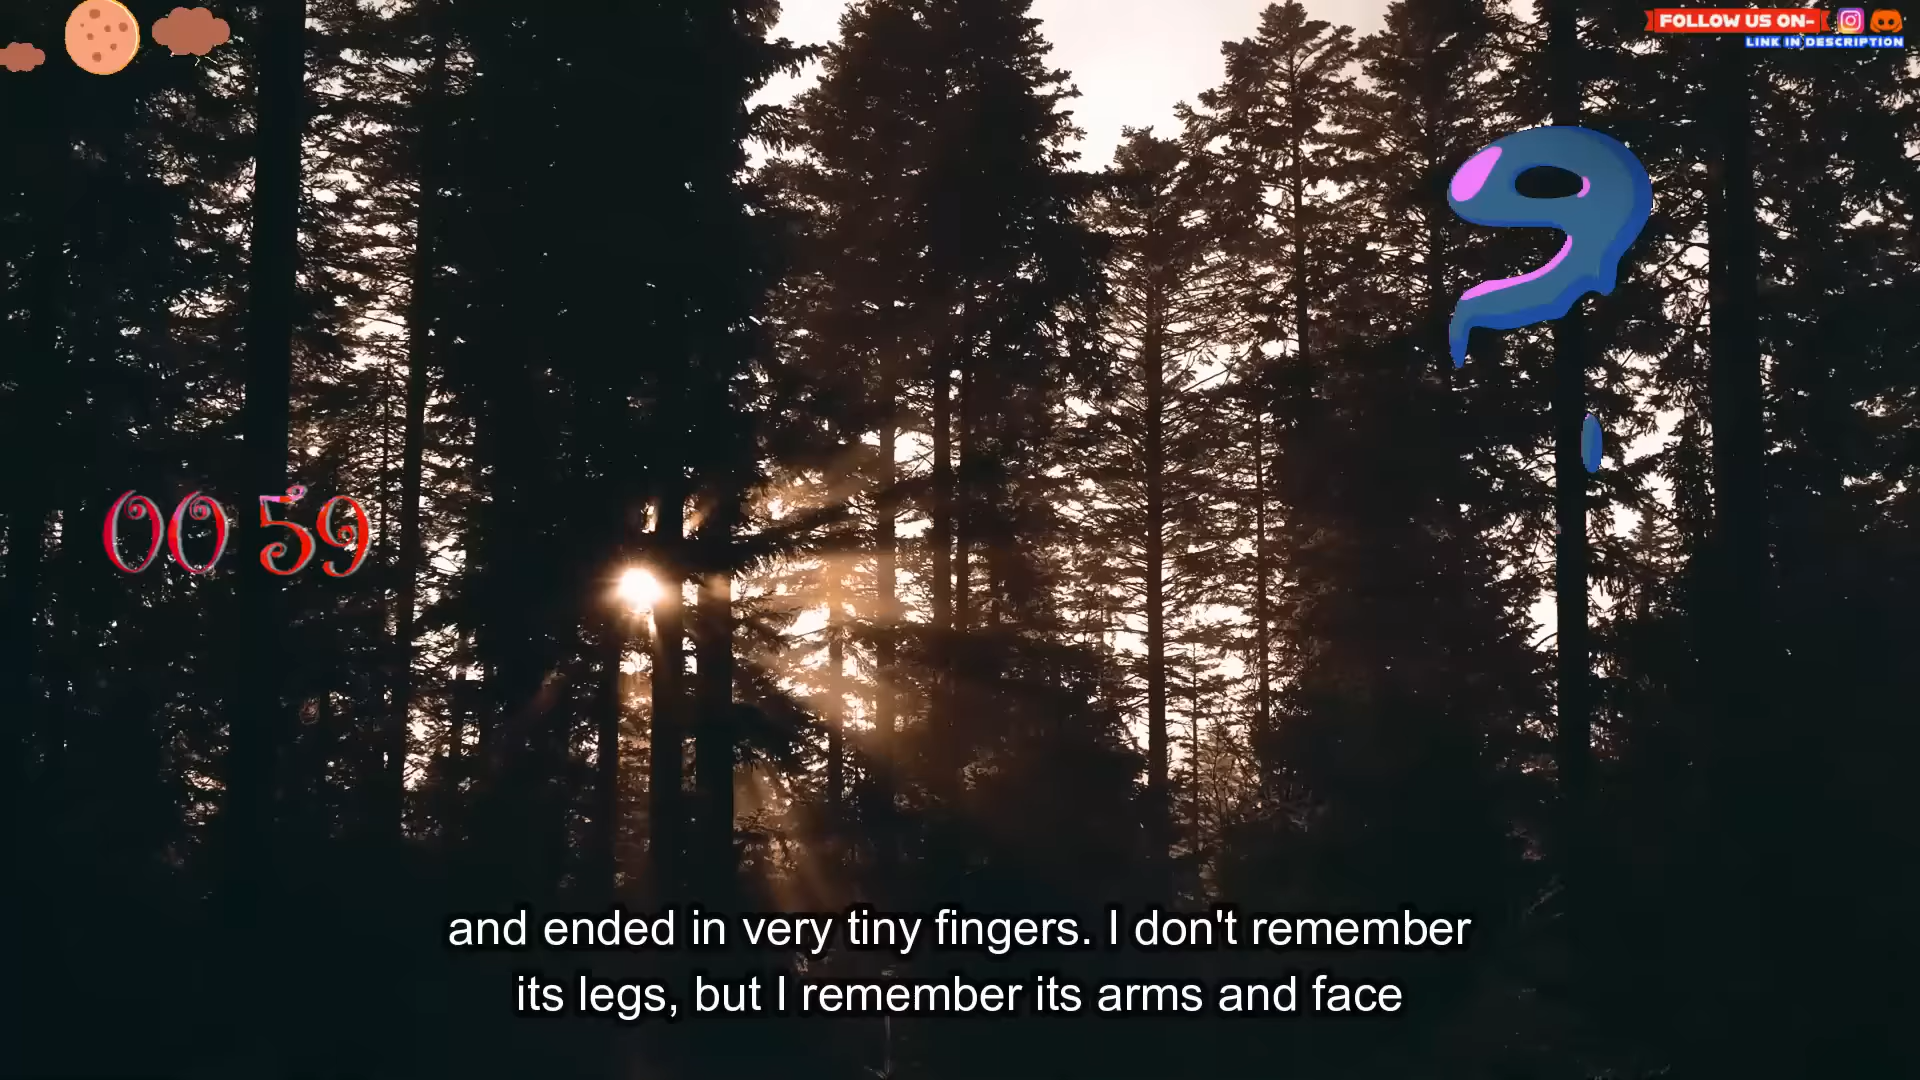 FOLLOW US ON-
LINK IN DESCRIPTION
9
00 59
and ended in very tiny fingers. I don't remember
its legs, but I remember its arms and face